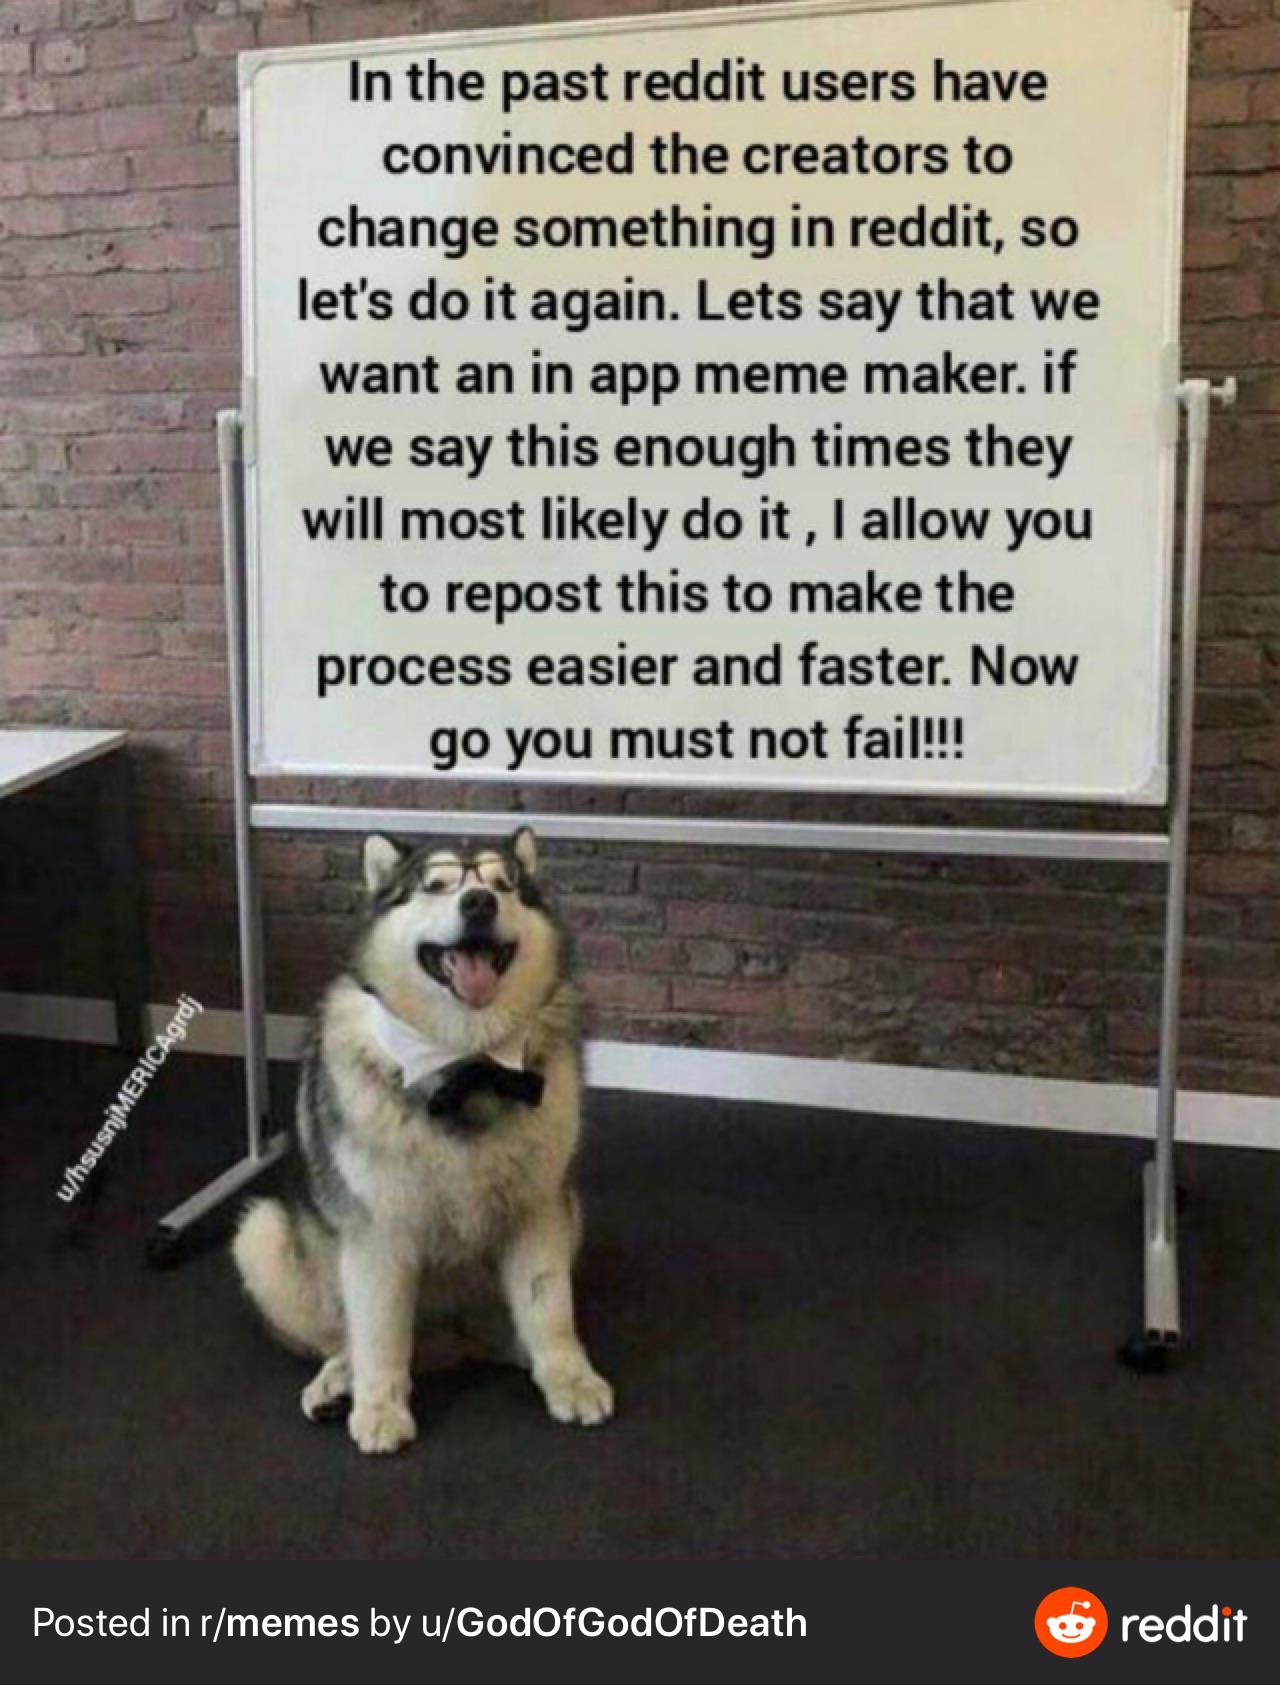 In the past reddit users have
convinced the creators to
change something in reddit, so
let's do it again. Lets say that we
want an in app meme maker. if
we say this enough times they
will most likely do it , I allow you
to repost this to make the
process easier and faster. Now
go you must not fail!!!
u/hsusnjMERICAgrdj
Posted in r/memes by u/GodOfGodOfDeath
reddit